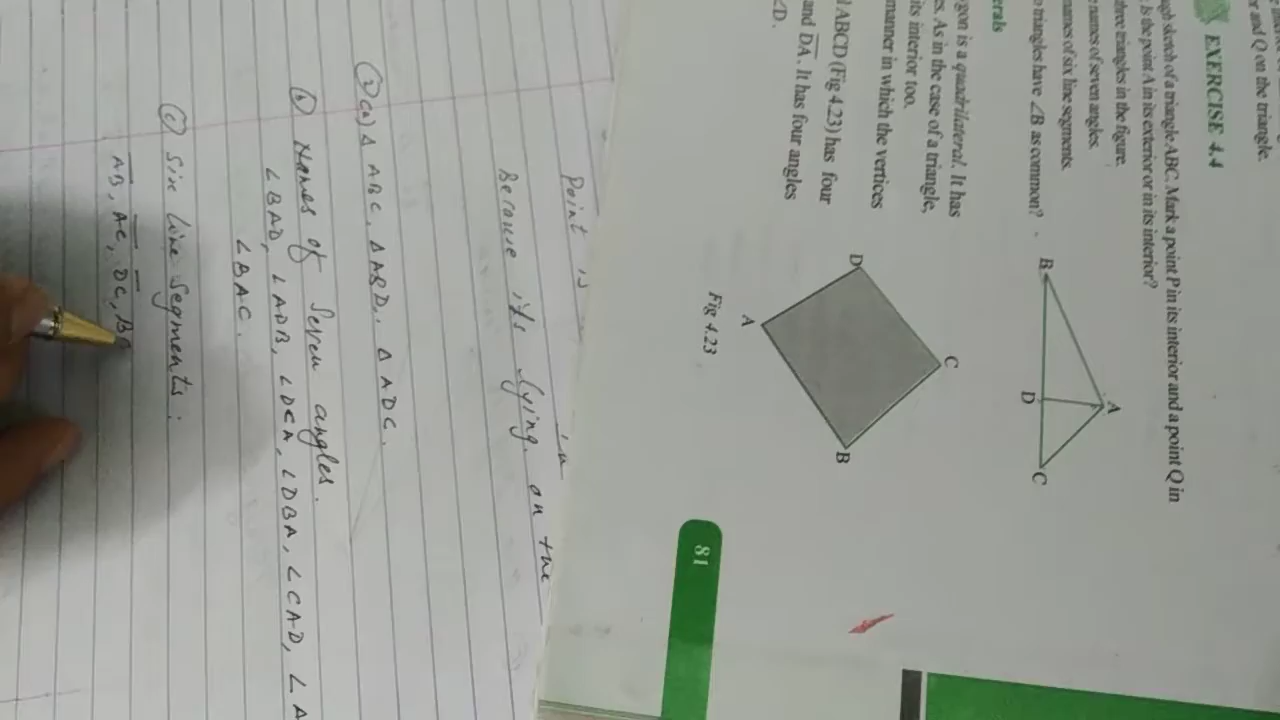 r and Q on the triangle.
EXERCISE 4.4
ugh sketch of a triangle ABC. Mark a point P in its interior and a point Q in
Is the point A in its exterior or in its interior?
three triangles in the figure.
names of seven angles.
names of six line segments.
triangles have ∠B as common?
B
D
C
A
erals
gon is a quadrilateral. It has
es. As in the case of a triangle,
its interior too.
manner in which the vertices
ABCD (Fig 4.23) has four
and DA. It has four angles
∠D.
D
C
A
B
Fig 4.23
81
Point is in
Because it's lying on the
② (a) Δ ABC, Δ ABD, Δ ADC.
(b) Names of Seven angles.
∠BAD, ∠ADB, ∠DCA, ∠DBA, ∠CAD, ∠A
∠BAC.
(c) Six Line Segments:
AB, AC, DC, B